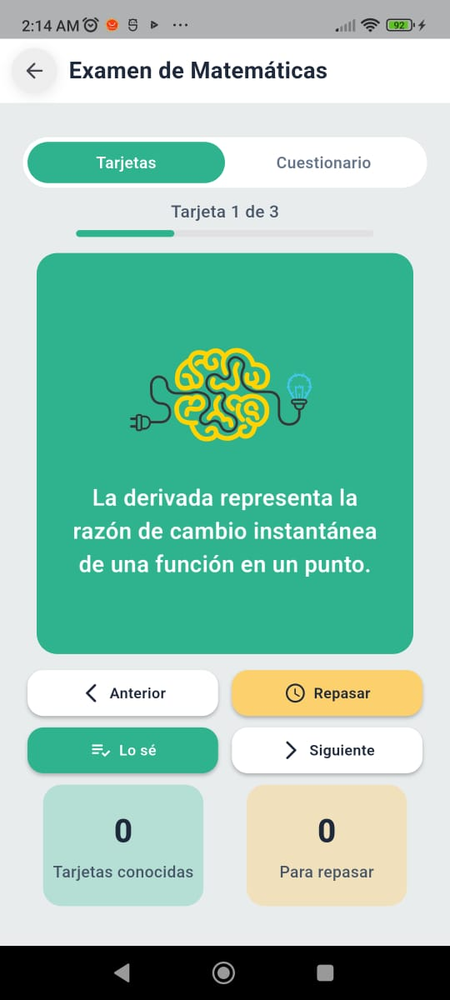 2:14 AM
92
Examen de Matemáticas
Tarjetas
Cuestionario
Tarjeta 1 de 3
La derivada representa la
razón de cambio instantánea
de una función en un punto.
Anterior
Repasar
Lo sé
Siguiente
0
Tarjetas conocidas
0
Para repasar